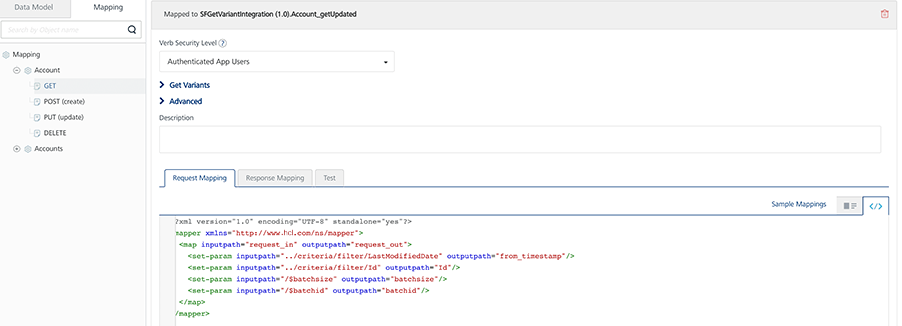 Data Model
Mapping
Search by Object name
Mapping
Account
GET
POST (create)
PUT (update)
DELETE
Accounts
Mapped to SFGetVariantIntegration (1.0).Account_getUpdated
Verb Security Level ?
Authenticated App Users
Get Variants
Advanced
Description
Request Mapping
Response Mapping
Test
Sample Mappings
</>
?xml version="1.0" encoding="UTF-8" standalone="yes"?>
mapper xmlns="http://www.hcl.com/ns/mapper">
<map inputpath="request_in" outputpath="request_out">
<set-param inputpath="../criteria/filter/LastModifiedDate" outputpath="from_timestamp"/>
<set-param inputpath="../criteria/filter/Id" outputpath="Id"/>
<set-param inputpath="/$batchsize" outputpath="batchsize"/>
<set-param inputpath="/$batchid" outputpath="batchid"/>
</map>
/mapper>